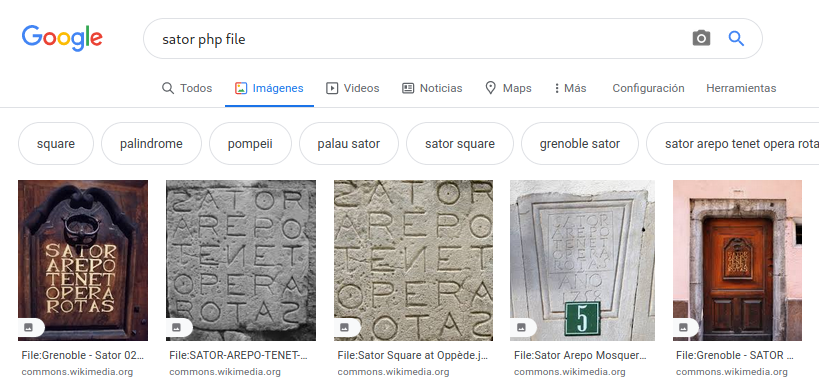 Google
sator php file
Todos Imágenes Videos Noticias Maps Más Configuración Herramientas
square palindrome pompeii palau sator sator square grenoble sator sator arepo tenet opera rota
SATOR
AREPO
TENET
OPERA
ROTAS
SATOR
AREPO
TENET
OPERA
ROTAS
SATOR
AREPO
TENET
OPERA
ROTAS
SATOR
AREPO
TENET
OPERA
5
SATOR
AREPO
TENET
OPERA
ROTAS
File:Grenoble - Sator 02... File:SATOR-AREPO-TENET-... File:Sator Square at Oppède.j... File:Sator Arepo Mosquer... File:Grenoble - SATOR ...
commons.wikimedia.org commons.wikimedia.org commons.wikimedia.org commons.wikimedia.org commons.wikimedia.org